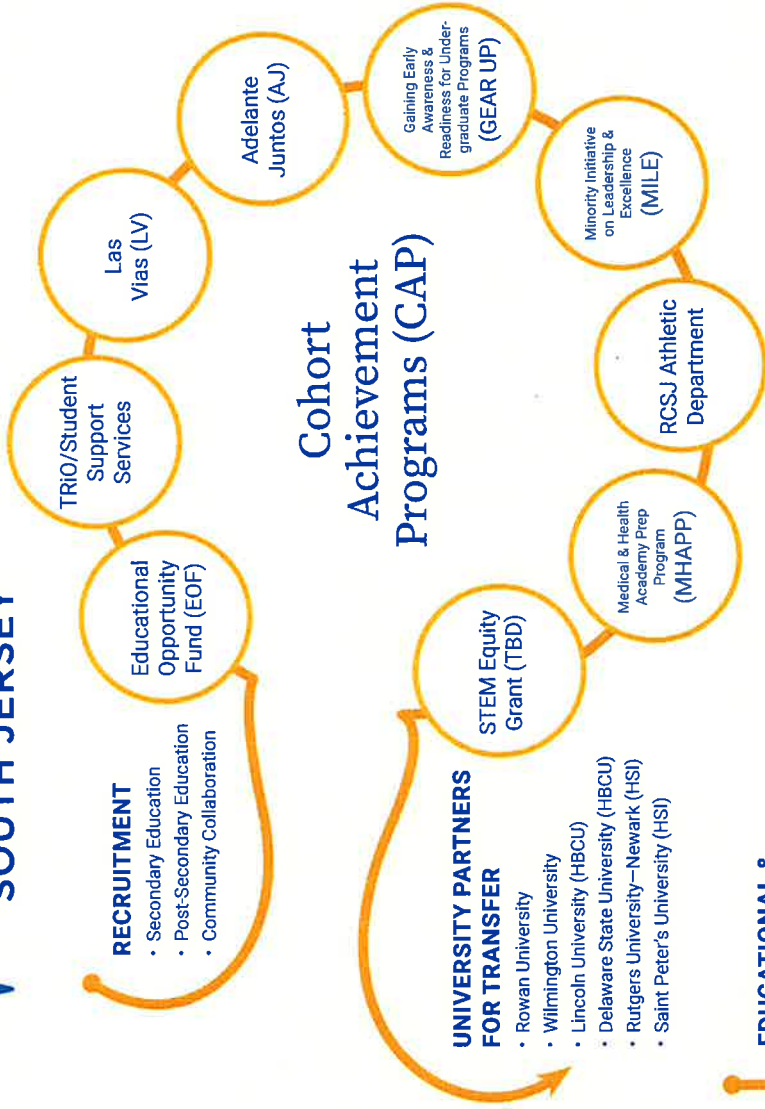 SOUTH JERSEY
RECRUITMENT
· Secondary Education
· Post-Secondary Education
· Community Collaboration
Educational
Opportunity
Fund (EOF)
TRiO/Student
Support
Services
Las
Vias (LV)
Adelante
Juntos (AJ)
Gaining Early
Awareness &
Readiness for Under-
graduate Programs
(GEAR UP)
Minority Initiative
on Leadership &
Excellence
(MILE)
RCSJ Athletic
Department
Medical & Health
Academy Prep
Program
(MHAPP)
STEM Equity
Grant (TBD)
Cohort
Achievement
Programs (CAP)
UNIVERSITY PARTNERS
FOR TRANSFER
· Rowan University
· Wilmington University
· Lincoln University (HBCU)
· Delaware State University (HBCU)
· Rutgers University–Newark (HSI)
· Saint Peter's University (HSI)
EDUCATIONAL &